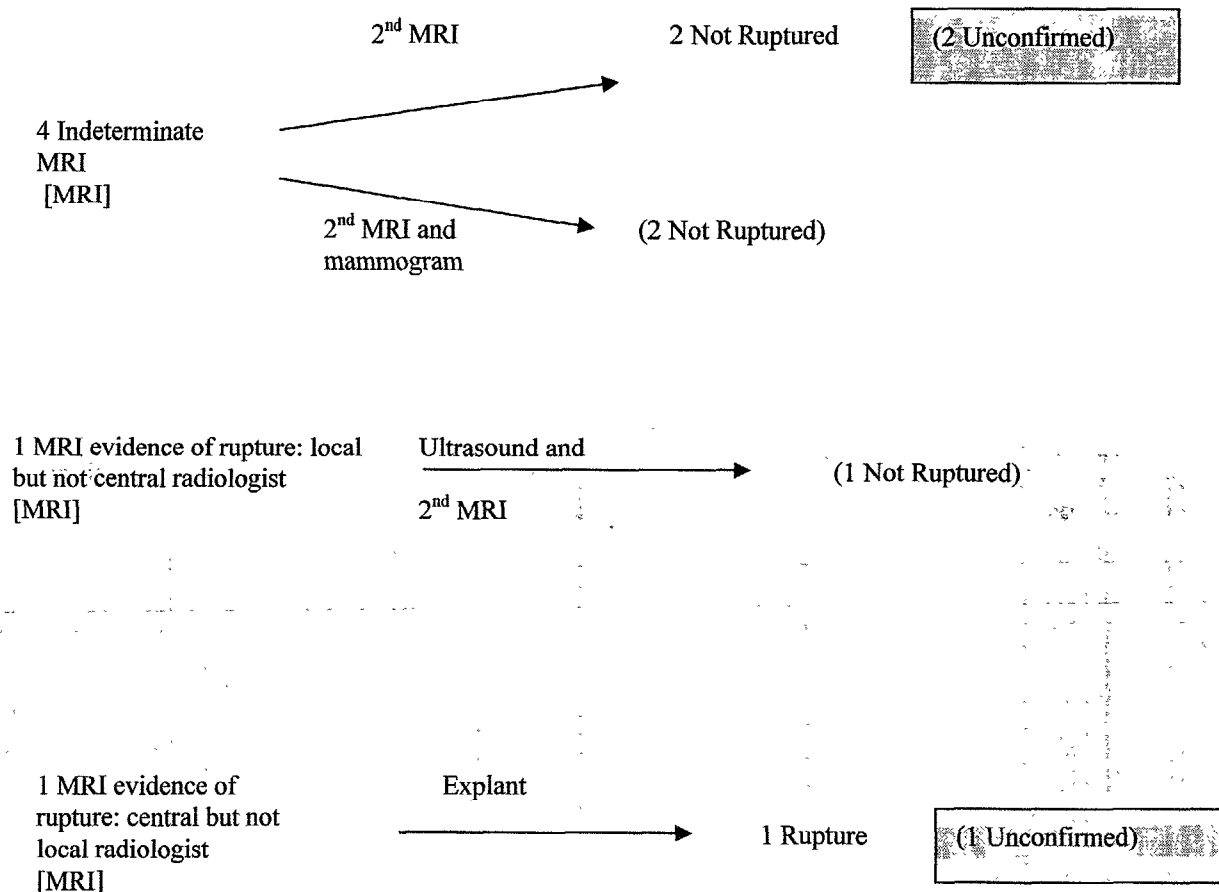 2nd MRI 2 Not Ruptured (2 Unconfirmed)
4 Indeterminate
MRI
[MRI]
2nd MRI and (2 Not Ruptured)
mammogram
1 MRI evidence of rupture: local Ultrasound and
but not central radiologist (1 Not Ruptured)
[MRI] 2nd MRI
1 MRI evidence of Explant
rupture: central but not
local radiologist 1 Rupture (1 Unconfirmed)
[MRI]